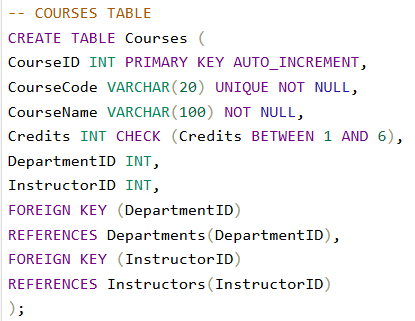 -- COURSES TABLE
CREATE TABLE Courses (
CourseID INT PRIMARY KEY AUTO_INCREMENT,
CourseCode VARCHAR(20) UNIQUE NOT NULL,
CourseName VARCHAR(100) NOT NULL,
Credits INT CHECK (Credits BETWEEN 1 AND 6),
DepartmentID INT,
InstructorID INT,
FOREIGN KEY (DepartmentID)
REFERENCES Departments(DepartmentID),
FOREIGN KEY (InstructorID)
REFERENCES Instructors(InstructorID)
);